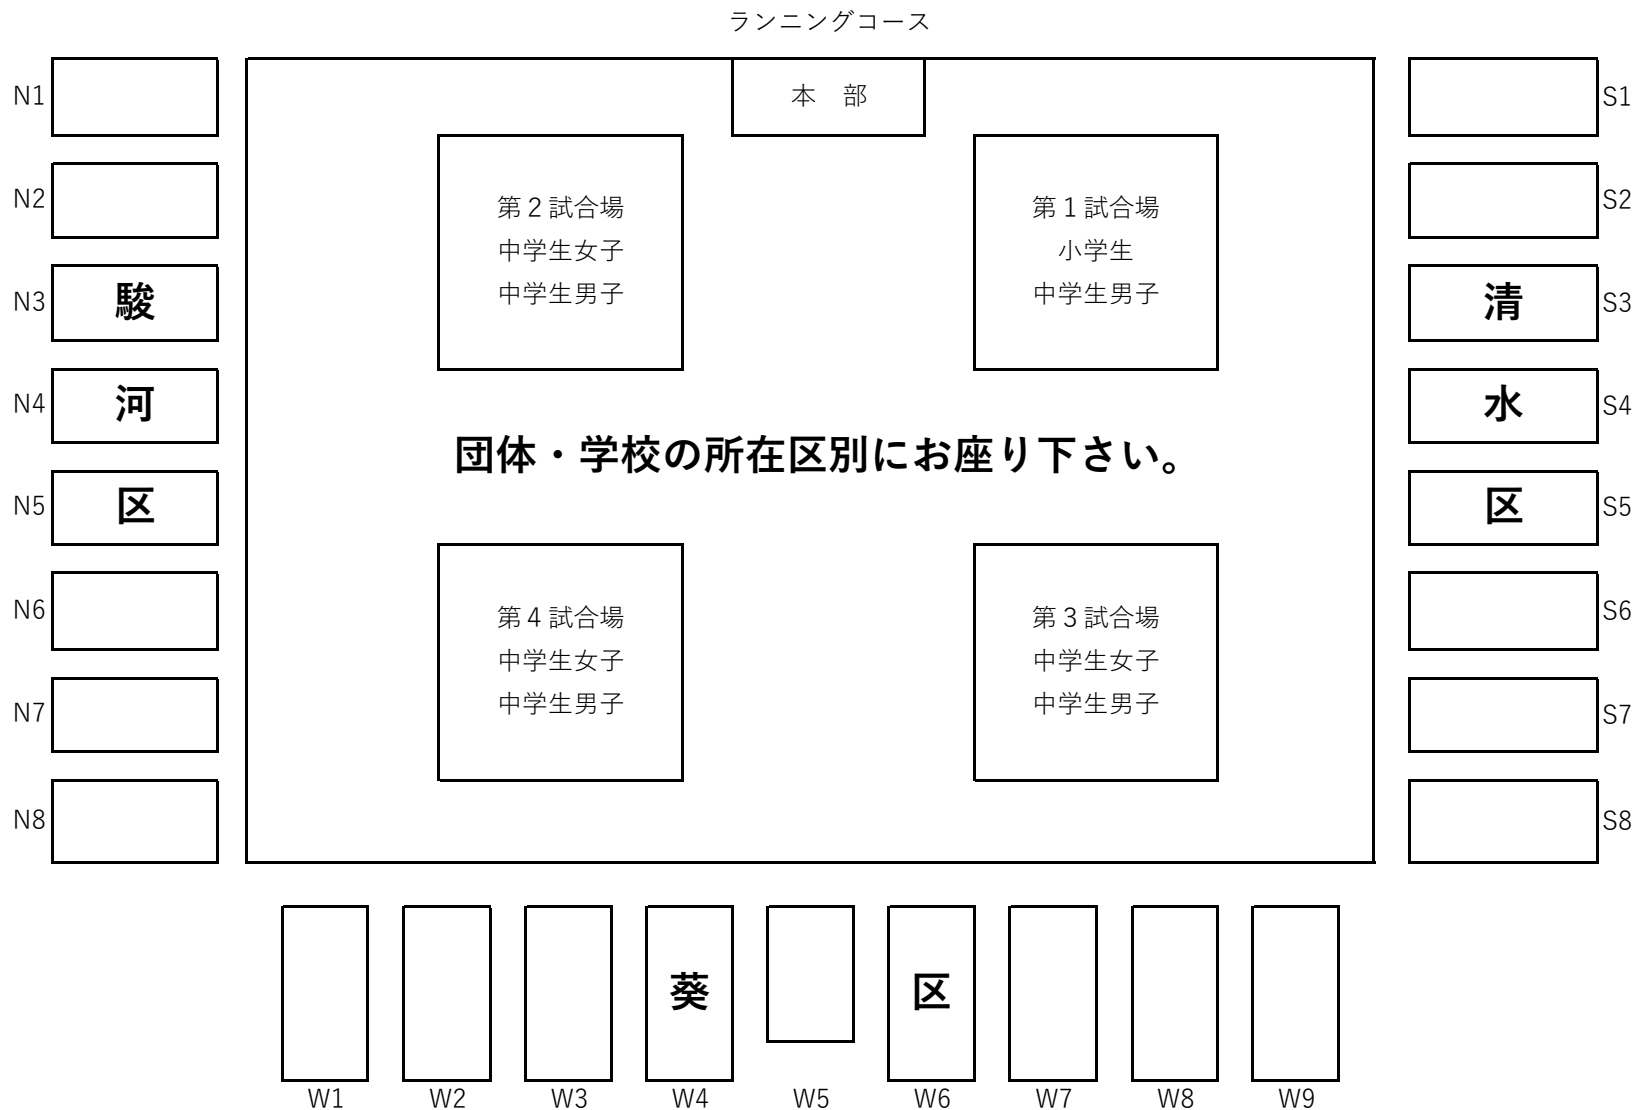 ランニングコース
N1
本　部
S1
N2
第２試合場
中学生女子
中学生男子
第１試合場
小学生
中学生男子
S2
N3
駿
清
S3
N4
河
水
S4
団体・学校の所在区別にお座り下さい。
N5
区
区
S5
N6
第４試合場
中学生女子
中学生男子
第３試合場
中学生女子
中学生男子
S6
N7
S7
N8
S8
葵
区
W1
W2
W3
W4
W5
W6
W7
W8
W9